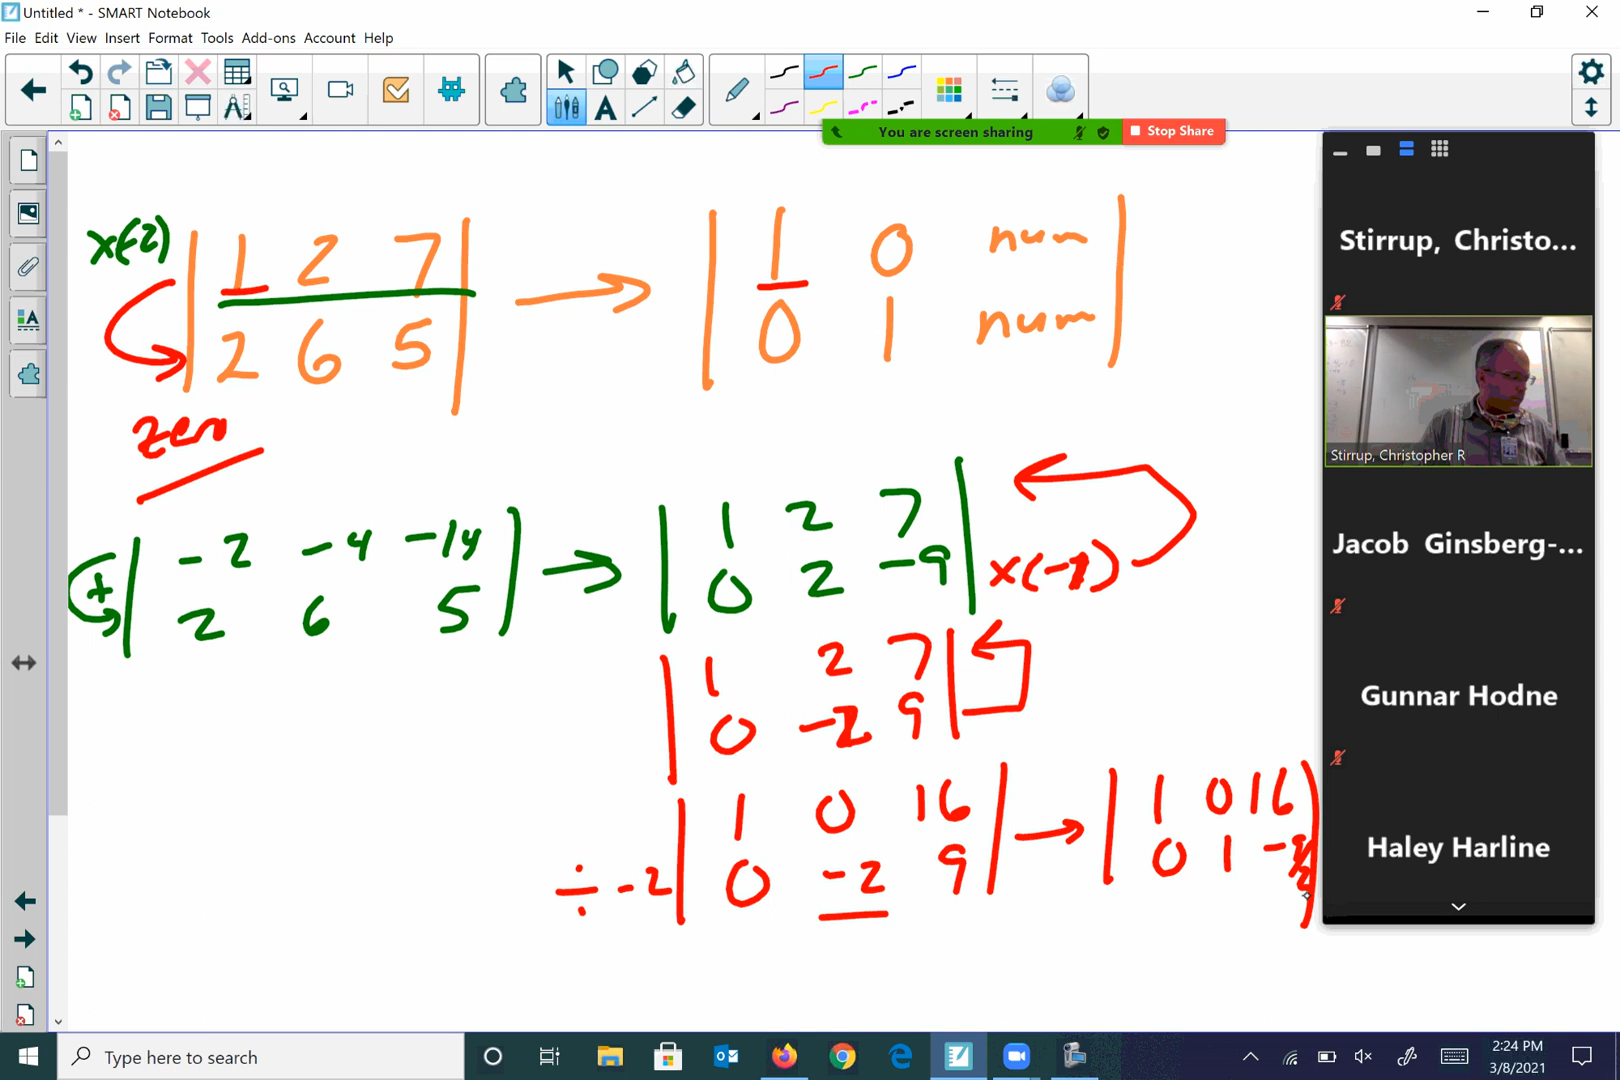 Untitled * - SMART Notebook
File Edit View Insert Format Tools Add-ons Account Help
You are screen sharing
Stop Share
x(-2)
1 2 7
2 6 5
1 0 num
0 1 num
zero
+
-2 -4 -14
2 6 5
1 2 7
0 2 -9
x(-1)
1 2 7
0 -2 9
1 0 16
÷ -2
0 -2 9
1 0 16
0 1
Stirrup, Christo...
Stirrup, Christopher R
Jacob Ginsberg-...
Gunnar Hodne
Haley Harline
Type here to search
2:24 PM
3/8/2021